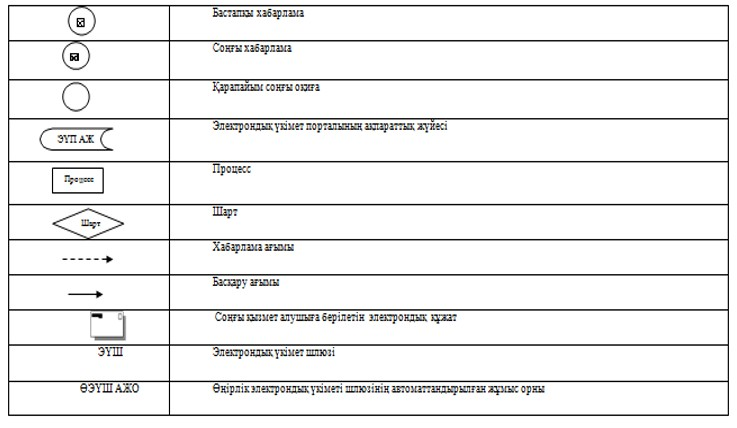 Бастапқы хабарлама
Соңғы хабарлама
Қарапайым соңғы оқиға
ЭҮП АЖ
Электрондық үкімет порталының ақпараттық жүйесі
Процесс
Процесс
Шарт
Шарт
Хабарлама ағымы
Басқару ағымы
Соңғы қызмет алушыға берілетін электрондық құжат
ЭҮШ
Электрондық үкімет шлюзі
ӨЭҮШ АЖО
Өңірлік электрондық үкіметі шлюзінің автоматтандырылған жұмыс орны